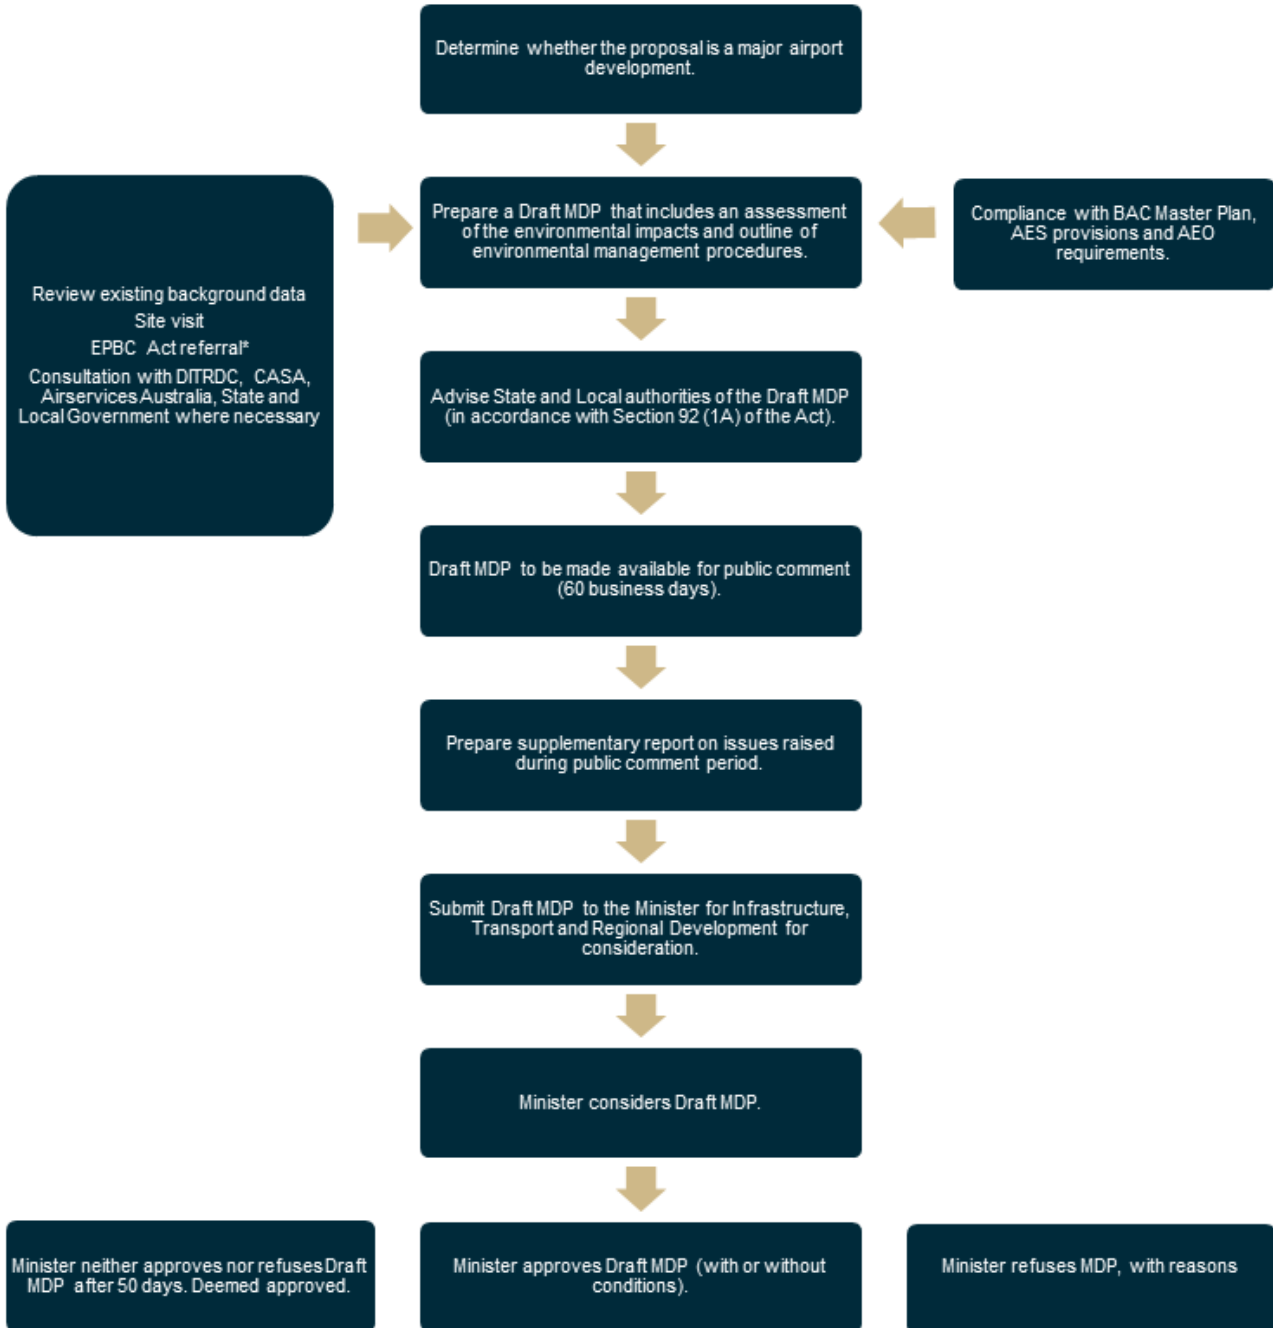 Determine whether the proposal is a major airport
development.
Prepare a Draft MDP that includes an assessment
of the environmental impacts and outline of
environmental management procedures.
Compliance with BAC Master Plan,
AES provisions and AEO
requirements.
Review existing background data
Site visit
EPBC Act referral*
Consultation with DITRDC, CASA,
Airservices Australia, State and
Local Government where necessary
Advise State and Local authorities of the Draft MDP
(in accordance with Section 92 (1A) of the Act).
Draft MDP to be made available for public comment
(60 business days).
Prepare supplementary report on issues raised
during public comment period.
Submit Draft MDP to the Minister for Infrastructure,
Transport and Regional Development for
consideration.
Minister considers Draft MDP.
Minister neither approves nor refuses Draft
MDP after 50 days. Deemed approved.
Minister approves Draft MDP (with or without
conditions).
Minister refuses MDP, with reasons